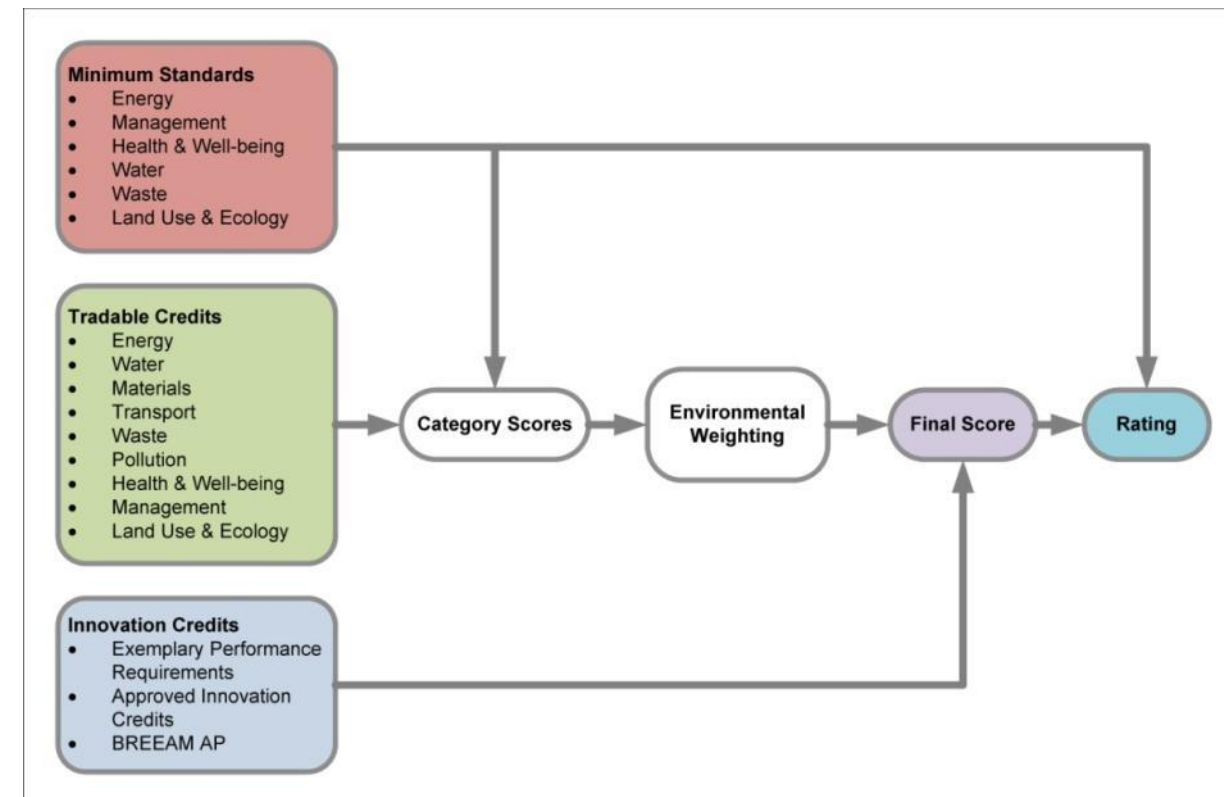 Minimum Standards
• Energy
• Management
• Health & Well-being
• Water
• Waste
• Land Use & Ecology
Tradable Credits
• Energy
• Water
• Materials
• Transport
• Waste
• Pollution
• Health & Well-being
• Management
• Land Use & Ecology
Innovation Credits
• Exemplary Performance
Requirements
• Approved Innovation
Credits
• BREEAM AP
Category Scores
Environmental
Weighting
Final Score
Rating